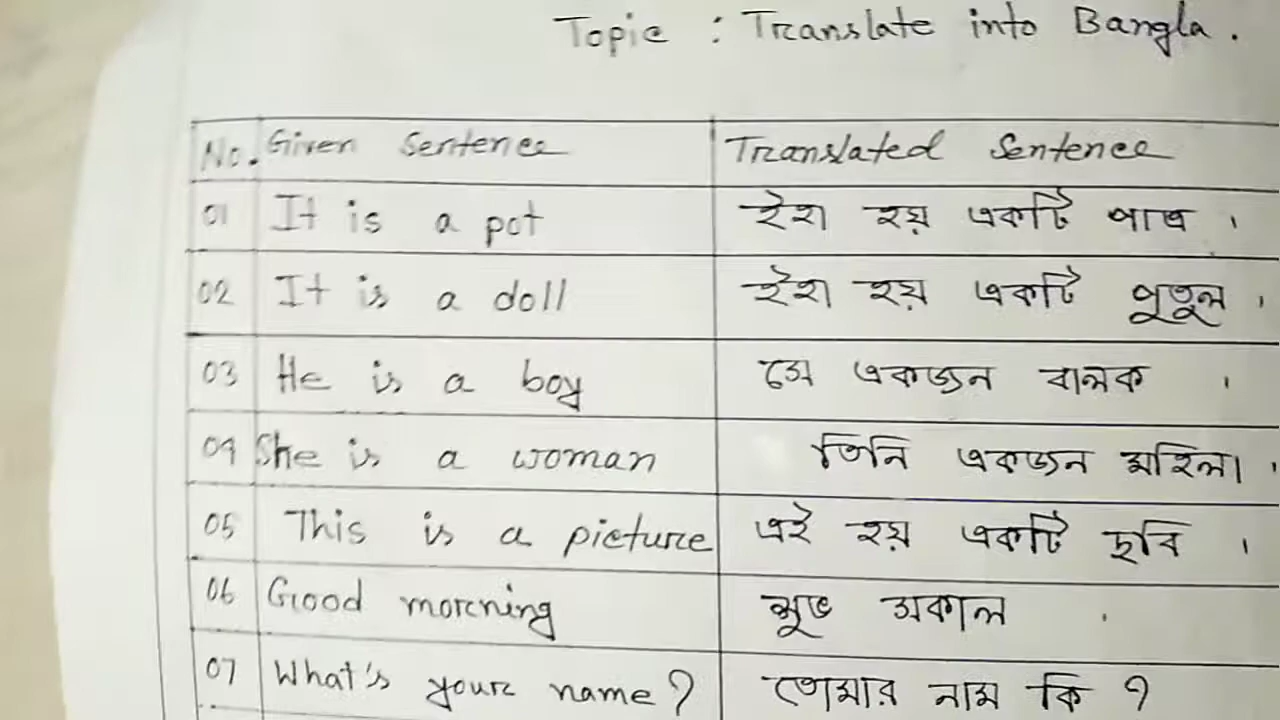 Topic : Translate into Bangla.
No. Given Sentence Translated Sentence
01 It is a pot ইহা হয় একটি পাত্র ।
02 It is a doll ইহা হয় একটি পুতুল ।
03 He is a boy সে একজন বালক ।
04 She is a woman তিনি একজন মহিলা ।
05 This is a picture এই হয় একটি ছবি ।
06 Good morning শুভ সকাল .
07 What's your name? তোমার নাম কি ?